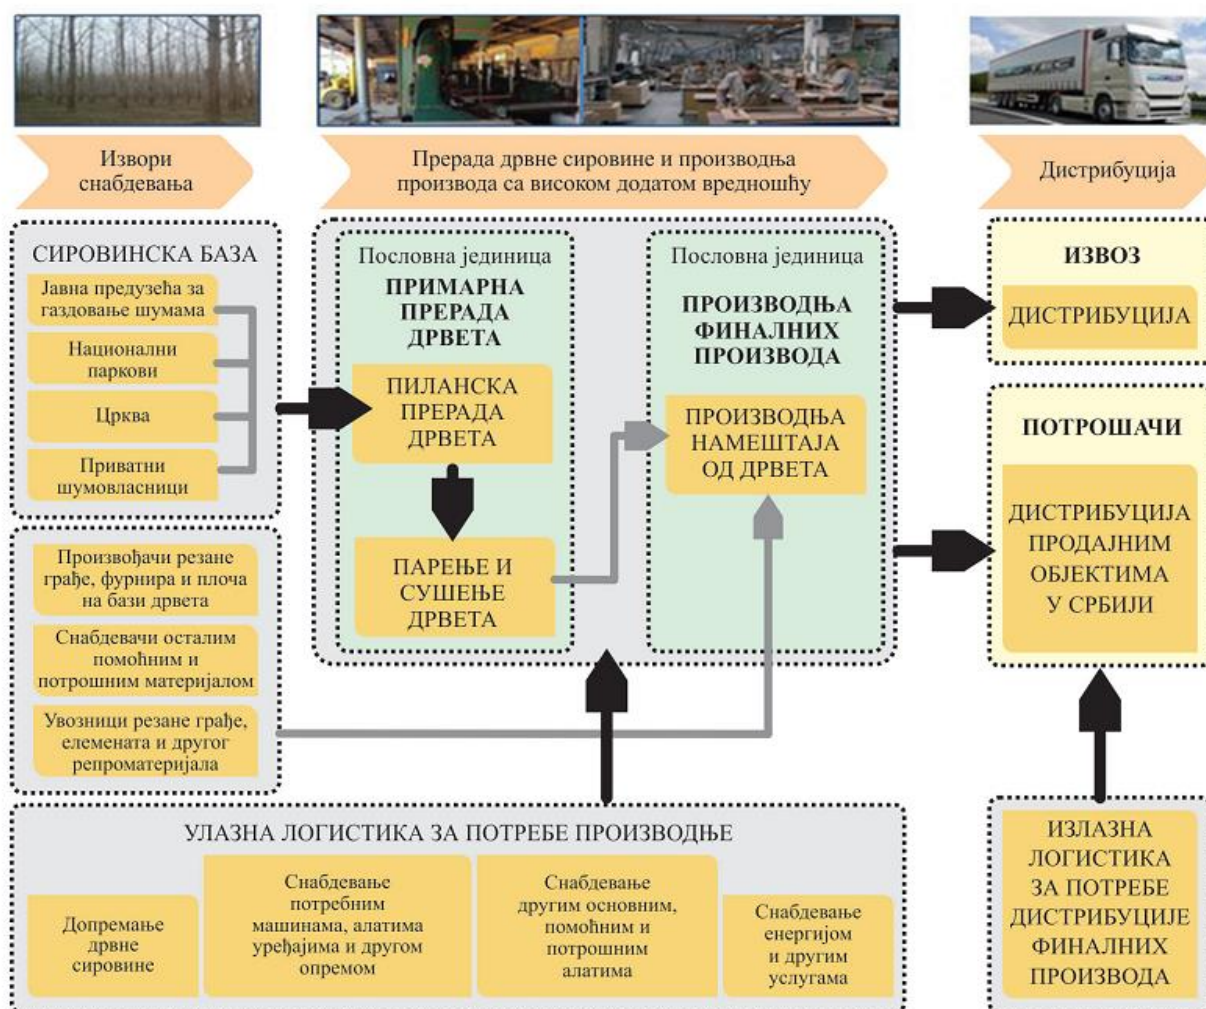 Извори
снабдевања
Прерада дрвне сировине и производња
производа са високом додатом вредношћу
Дистрибуција
СИРОВИНСКА БАЗА
Јавна предузећа за
газдовање шумама
Национални
паркови
Црква
Приватни
шумовласници
Произвођачи резане
грађе, фурнира и плоча
на бази дрвета
Снабдевачи осталим
помоћним и
потрошним материјалом
Увозници резане грађе,
елемената и другог
репроматеријала
Пословна јединица
ПРИМАРНА
ПРЕРАДА
ДРВЕТА
ПИЛАНСКА
ПРЕРАДА
ДРВЕТА
ПАРЕЊЕ И
СУШЕЊЕ
ДРВЕТА
Пословна јединица
ПРОИЗВОДЊА
ФИНАЛНИХ
ПРОИЗВОДА
ПРОИЗВОДЊА
НАМЕШТАЈА
ОД ДРВЕТА
ИЗВОЗ
ДИСТРИБУЦИЈА
ПОТРОШАЧИ
ДИСТРИБУЦИЈА
ПРОДАЈНИМ
ОБЈЕКТИМА
У СРБИЈИ
УЛАЗНА ЛОГИСТИКА ЗА ПОТРЕБЕ ПРОИЗВОДЊЕ
Допремање
дрвне
сировине
Снабдевање
потребним
машинама, алатима
уређајима и другом
опремом
Снабдевање
другим основним,
помоћним и
потрошним
алатима
Снабдевање
енергијом
и другим
услугама
ИЗЛАЗНА
ЛОГИСТИКА
ЗА ПОТРЕБЕ
ДИСТРИБУЦИЈЕ
ФИНАЛНИХ
ПРОИЗВОДА